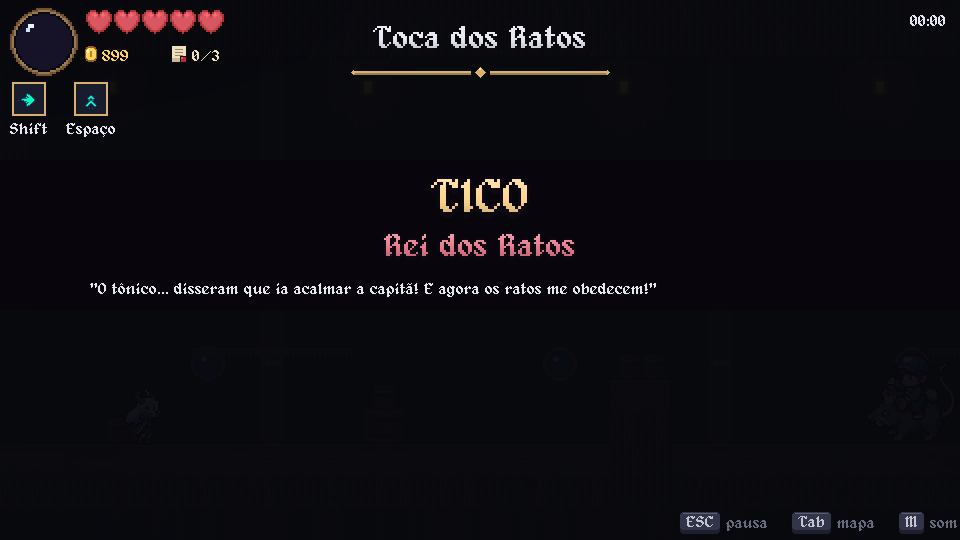 899
0/3
Toca dos Ratos
00:00
Shift
Espaço
TICO
Rei dos Ratos
"O tônico... disseram que ia acalmar a capitã! E agora os ratos me obedecem!"
ESC pausa Tab mapa M som